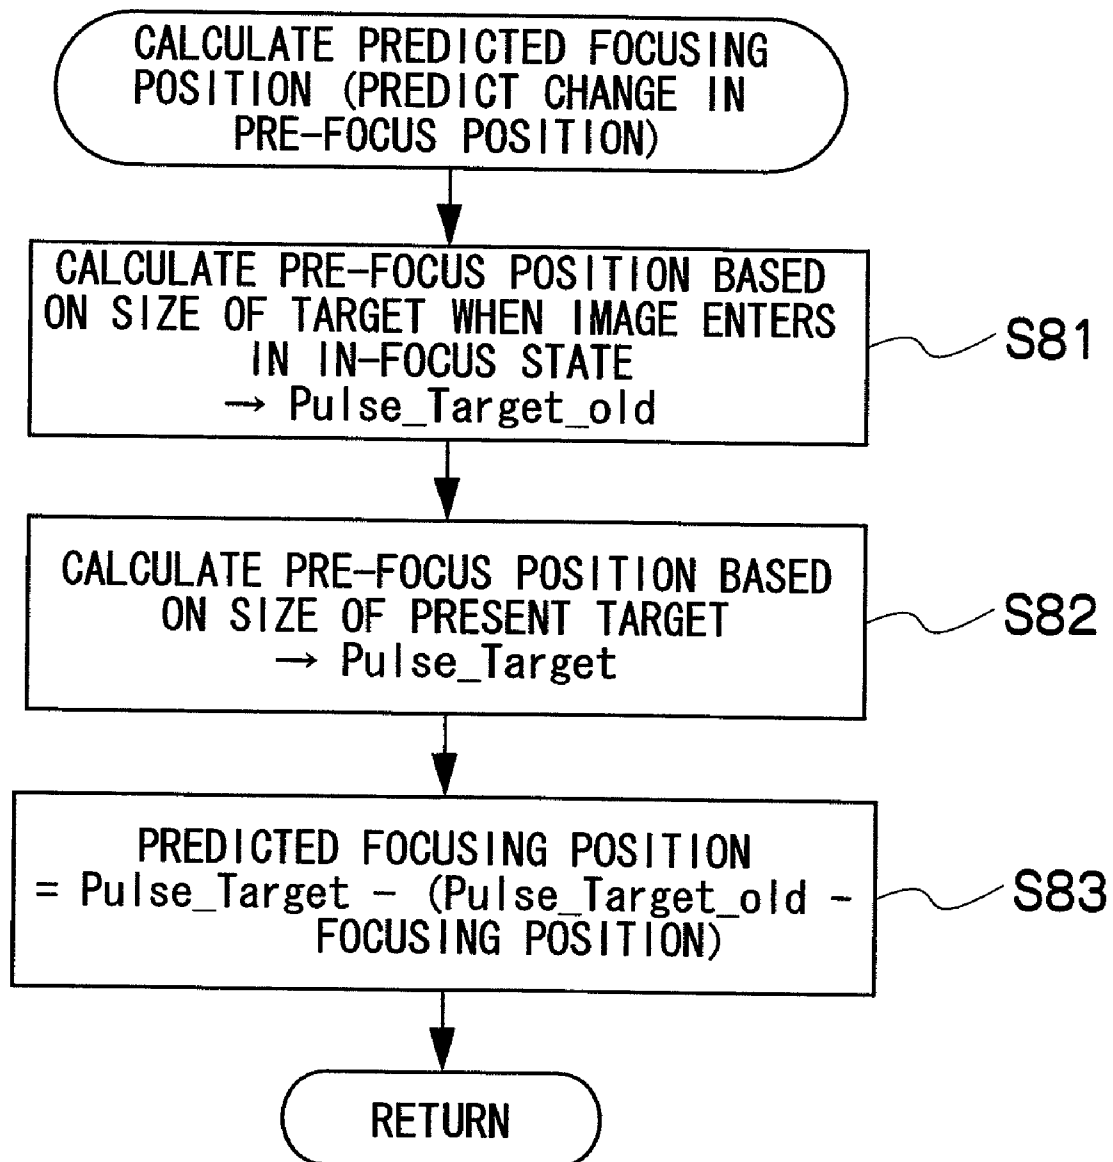 CALCULATE PREDICTED FOCUSING
POSITION (PREDICT CHANGE IN
PRE-FOCUS POSITION)
CALCULATE PRE-FOCUS POSITION BASED
ON SIZE OF TARGET WHEN IMAGE ENTERS
IN IN-FOCUS STATE
→ Pulse_Target_old
S81
CALCULATE PRE-FOCUS POSITION BASED
ON SIZE OF PRESENT TARGET
→ Pulse_Target
S82
PREDICTED FOCUSING POSITION
= Pulse_Target - (Pulse_Target_old -
FOCUSING POSITION)
S83
RETURN